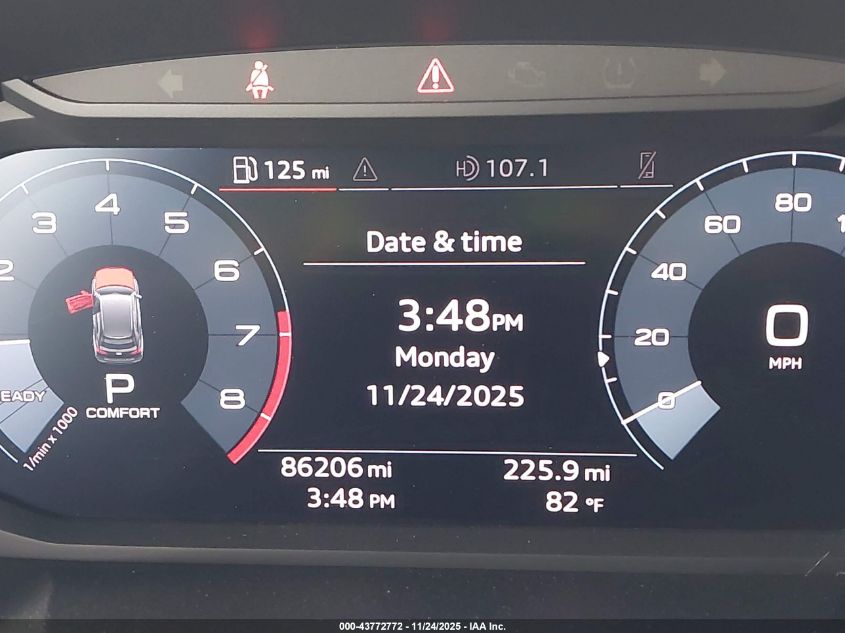 125 mi
107.1
Date & time
3:48PM
Monday
11/24/2025
86206 mi
225.9 mi
3:48 PM
82 °F
2 3 4 5 6 7 8
1/min x 1000
P
COMFORT
0 20 40 60 80
0
MPH
000-43772772 - 11/24/2025 - IAA Inc.